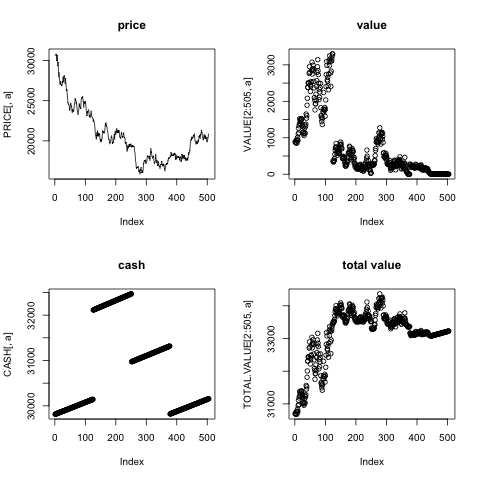 price
PRICE[, a]
20000 25000 30000
0 100 200 300 400 500
Index
value
VALUE[2:505, a]
0 1000 2000 3000
0 100 200 300 400 500
Index
cash
CASH[, a]
30000 31000 32000
0 100 200 300 400 500
Index
total value
TOTAL.VALUE[2:505, a]
31000 33000
0 100 200 300 400 500
Index